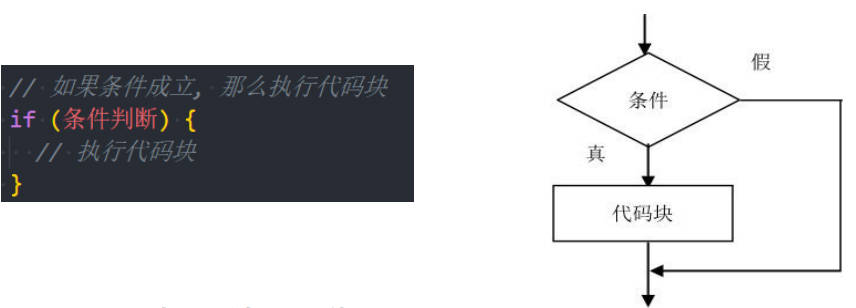 // 如果条件成立, 那么执行代码块
if (条件判断) {
// 执行代码块
}
假
条件
真
代码块